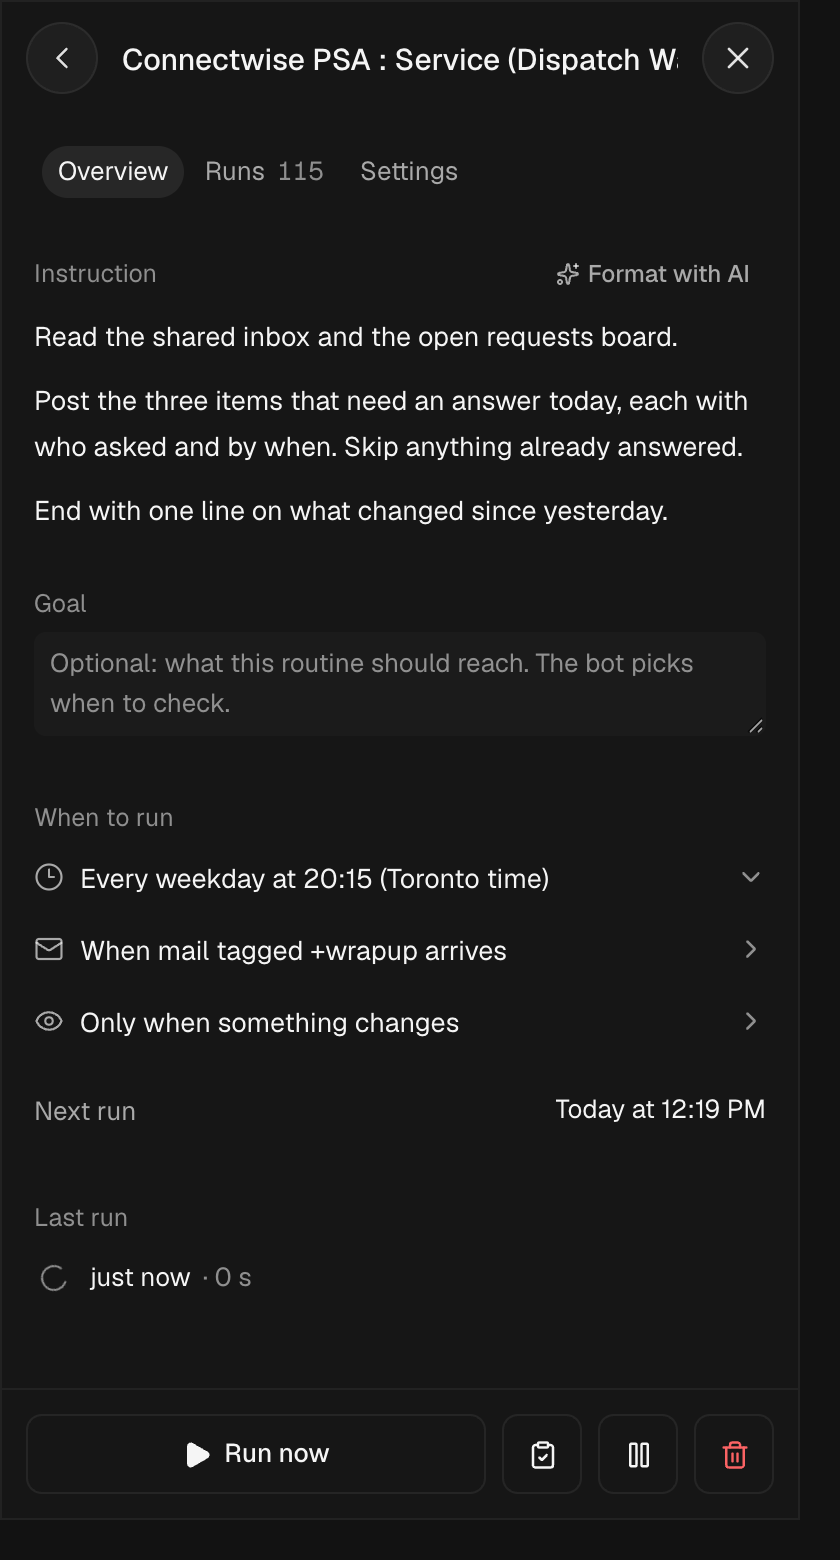 Connectwise PSA : Service (Dispatch W
Overview
Runs 115
Settings
Instruction
Format with AI
Read the shared inbox and the open requests board.
Post the three items that need an answer today, each with
who asked and by when. Skip anything already answered.
End with one line on what changed since yesterday.
Goal
Optional: what this routine should reach. The bot picks
when to check.
When to run
Every weekday at 20:15 (Toronto time)
When mail tagged +wrapup arrives
Only when something changes
Next run
Today at 12:19 PM
Last run
just now · 0 s
Run now